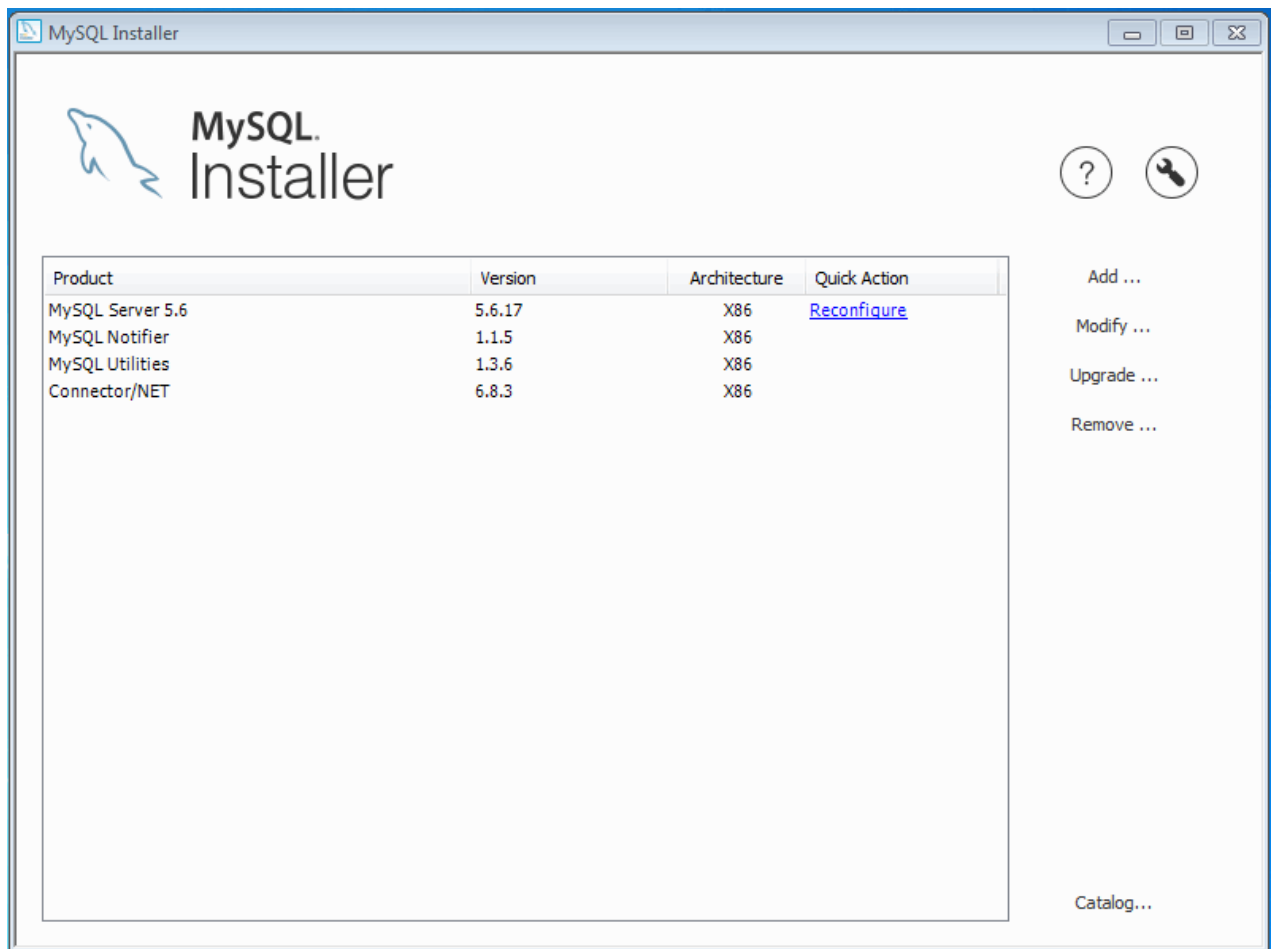 MySQL Installer
MySQL.
Installer
?
Product Version Architecture Quick Action
MySQL Server 5.6 5.6.17 X86 Reconfigure
MySQL Notifier 1.1.5 X86
MySQL Utilities 1.3.6 X86
Connector/NET 6.8.3 X86
Add ...
Modify ...
Upgrade ...
Remove ...
Catalog...